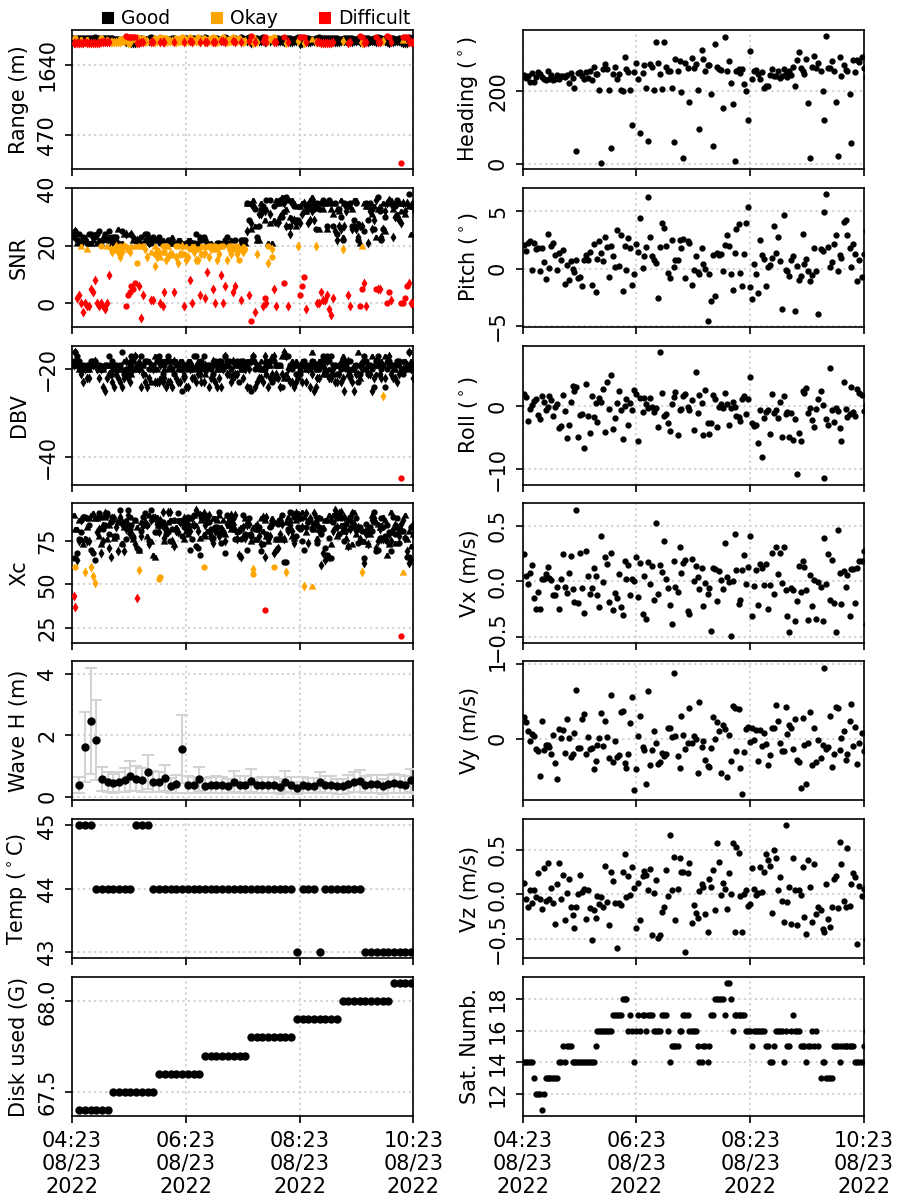 Good Okay Difficult
Range (m)
1640
470
Heading (°)
200
0
SNR
40
20
0
Pitch (°)
5
0
−5
DBV
−20
−40
Roll (°)
0
−10
Xc
75
50
25
Vx (m/s)
0.5
0.0
−0.5
Wave H (m)
4
2
0
Vy (m/s)
1
0
Temp (°C)
45
44
43
Vz (m/s)
0.5
0.0
−0.5
Disk used (G)
68.0
67.5
Sat. Numb.
18
16
14
12
04:23 06:23 08:23 10:23 04:23 06:23 08:23 10:23
08/23 08/23 08/23 08/23 08/23 08/23 08/23 08/23
2022 2022 2022 2022 2022 2022 2022 2022